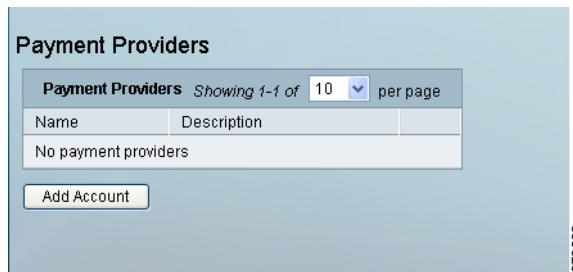 Payment Providers
Payment Providers Showing 1-1 of 10 per page
Name Description
No payment providers
Add Account